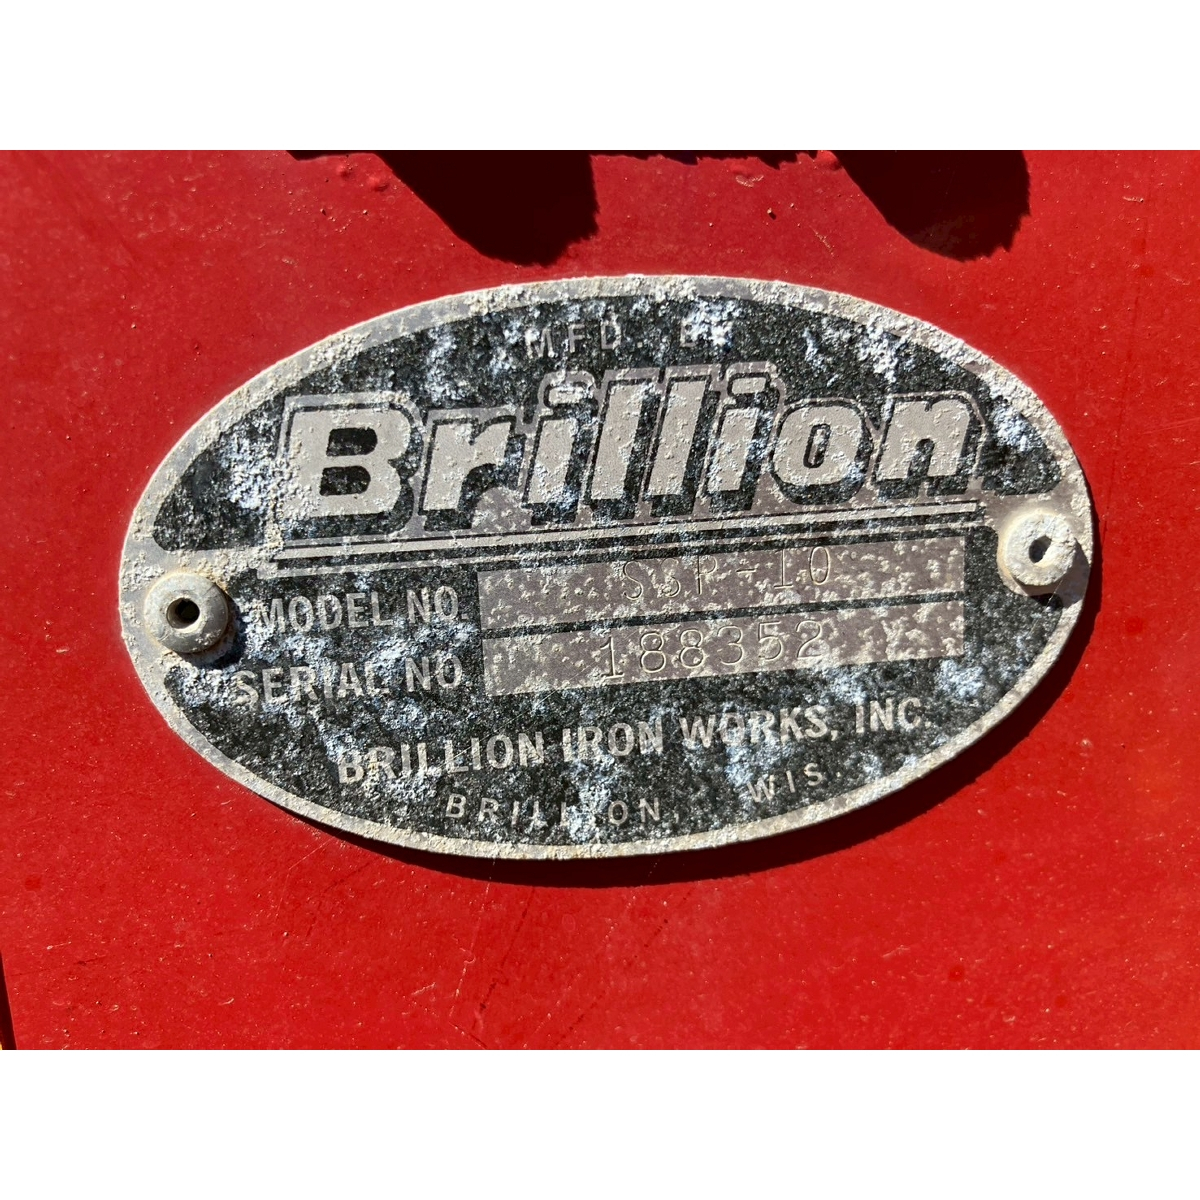 MFD. BY
Brillion
MODEL NO. SSP-10
SERIAL NO 188352
BRILLION IRON WORKS, INC.
BRILLION, WIS.